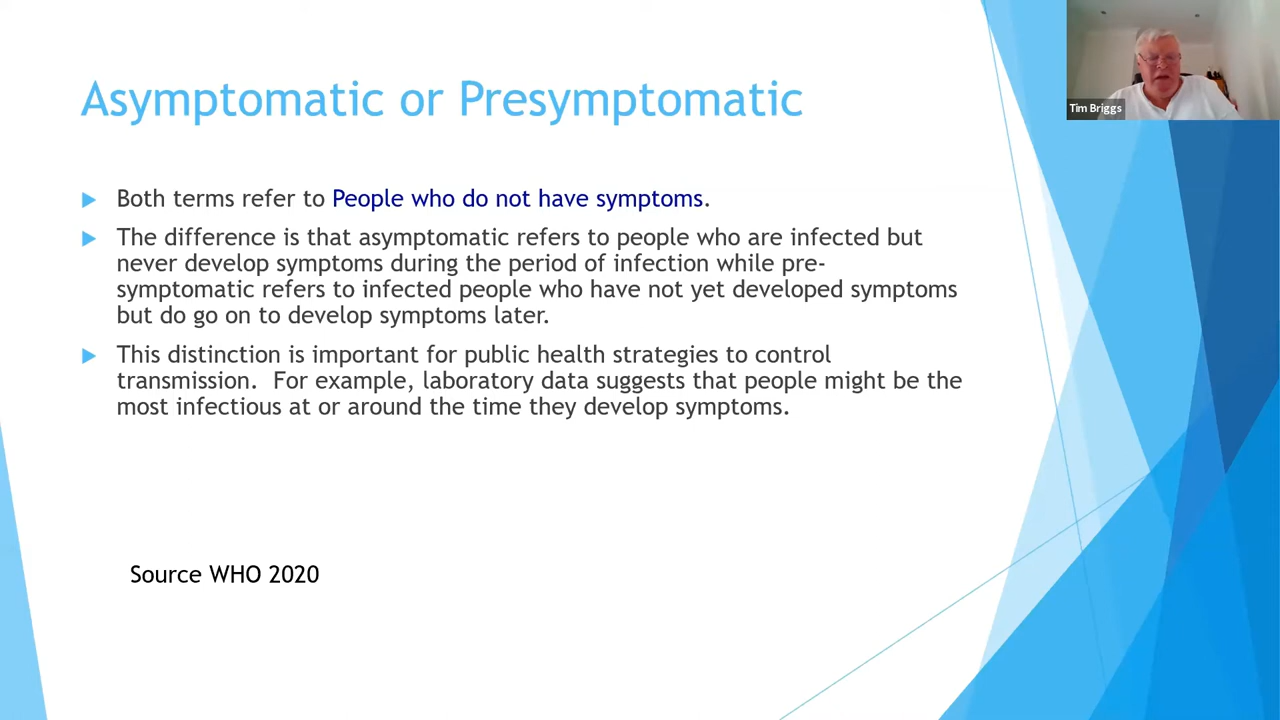 Asymptomatic or Presymptomatic
Tim Briggs
Both terms refer to People who do not have symptoms.
The difference is that asymptomatic refers to people who are infected but
never develop symptoms during the period of infection while pre-
symptomatic refers to infected people who have not yet developed symptoms
but do go on to develop symptoms later.
This distinction is important for public health strategies to control
transmission.  For example, laboratory data suggests that people might be the
most infectious at or around the time they develop symptoms.
Source WHO 2020